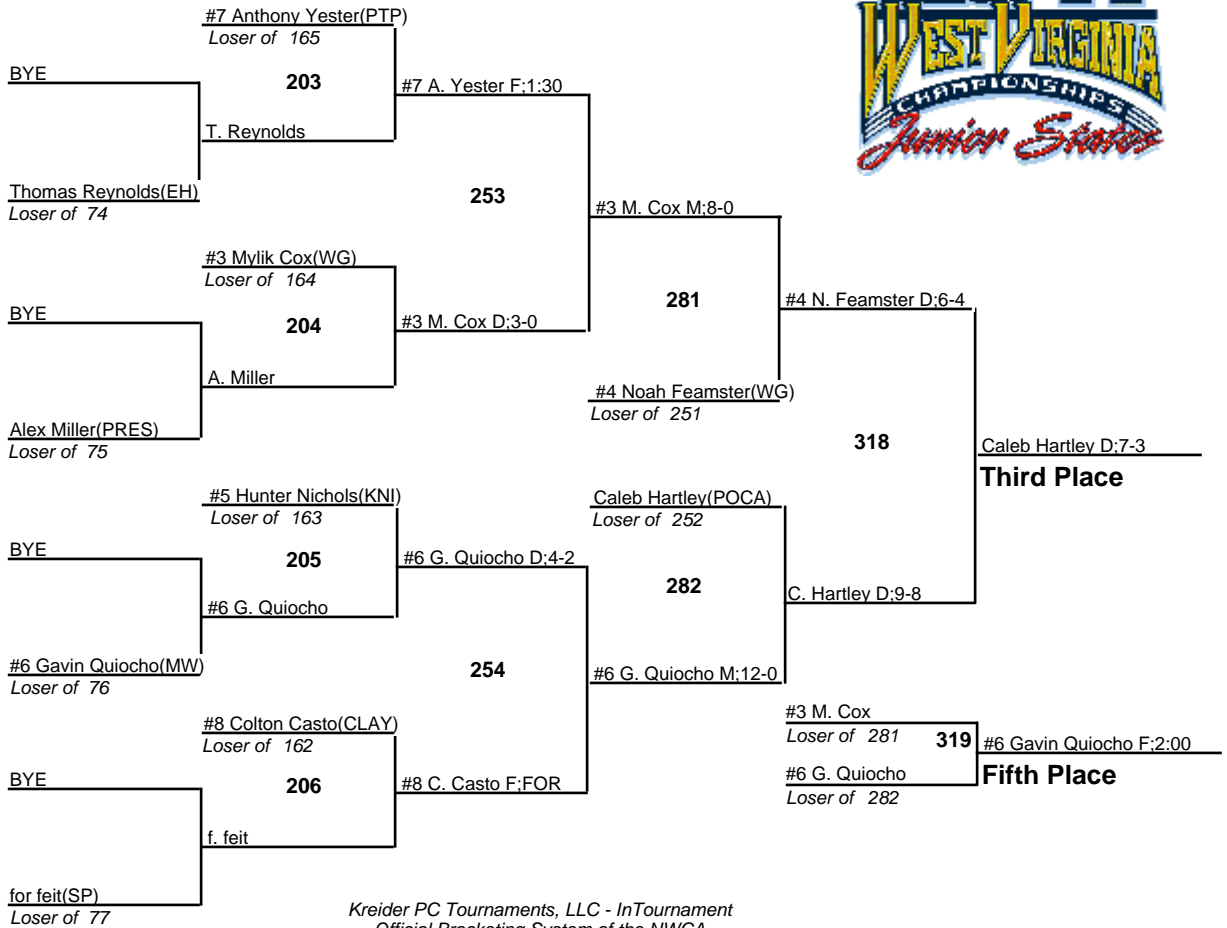 #7 Anthony Yester(PTP)
Loser of 165
BYE
203
#7 A. Yester F;1:30
T. Reynolds
Thomas Reynolds(EH)
Loser of 74
253
#3 M. Cox M;8-0
#3 Mylik Cox(WG)
Loser of 164
BYE
204
#3 M. Cox D;3-0
281
#4 N. Feamster D;6-4
A. Miller
#4 Noah Feamster(WG)
Loser of 251
Alex Miller(PRES)
Loser of 75
318
Caleb Hartley D;7-3
Third Place
#5 Hunter Nichols(KNI)
Loser of 163
Caleb Hartley(POCA)
Loser of 252
BYE
205
#6 G. Quiocho D;4-2
282
C. Hartley D;9-8
#6 G. Quiocho
#6 Gavin Quiocho(MW)
Loser of 76
254
#6 G. Quiocho M;12-0
#8 Colton Casto(CLAY)
Loser of 162
#3 M. Cox
Loser of 281
319
#6 Gavin Quiocho F;2:00
Fifth Place
BYE
206
#8 C. Casto F;FOR
#6 G. Quiocho
Loser of 282
f. feit
for feit(SP)
Loser of 77
WEST VIRGINIA
CHAMPIONSHIPS
Junior States
Kreider PC Tournaments, LLC - InTournament
Official Bracketing System of the NWCA